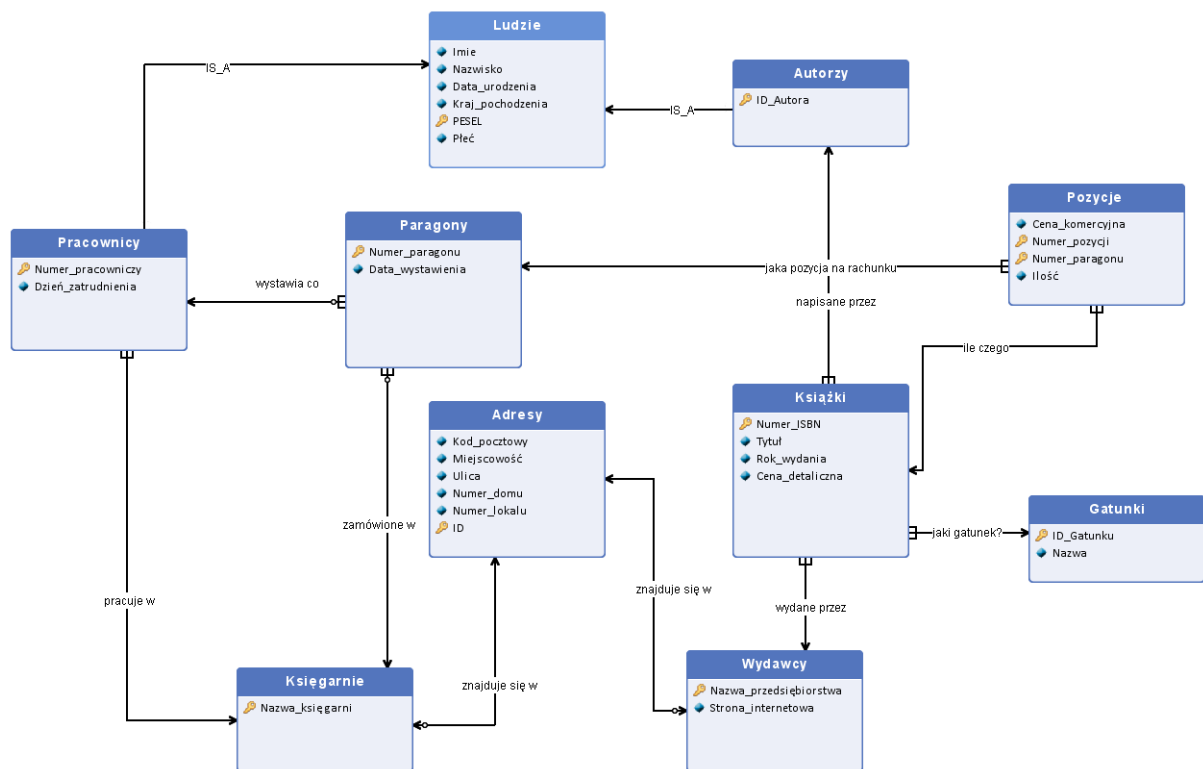 Ludzie
Imie
Nazwisko
Data_urodzenia
Kraj_pochodzenia
PESEL
Płeć
IS_A
IS_A
Autorzy
ID_Autora
Pozycje
Cena_komercyjna
Numer_pozycji
Numer_paragonu
Ilość
Pracownicy
Numer_pracowniczy
Dzień_zatrudnienia
Paragony
Numer_paragonu
Data_wystawienia
wystawia co
jaka pozycja na rachunku
napisane przez
ile czego
Książki
Numer_ISBN
Tytuł
Rok_wydania
Cena_detaliczna
Adresy
Kod_pocztowy
Miejscowość
Ulica
Numer_domu
Numer_lokalu
ID
zamówione w
jaki gatunek?
Gatunki
ID_Gatunku
Nazwa
pracuje w
znajduje się w
wydane przez
Księgarnie
Nazwa_księgarni
znajduje się w
Wydawcy
Nazwa_przedsiębiorstwa
Strona_internetowa